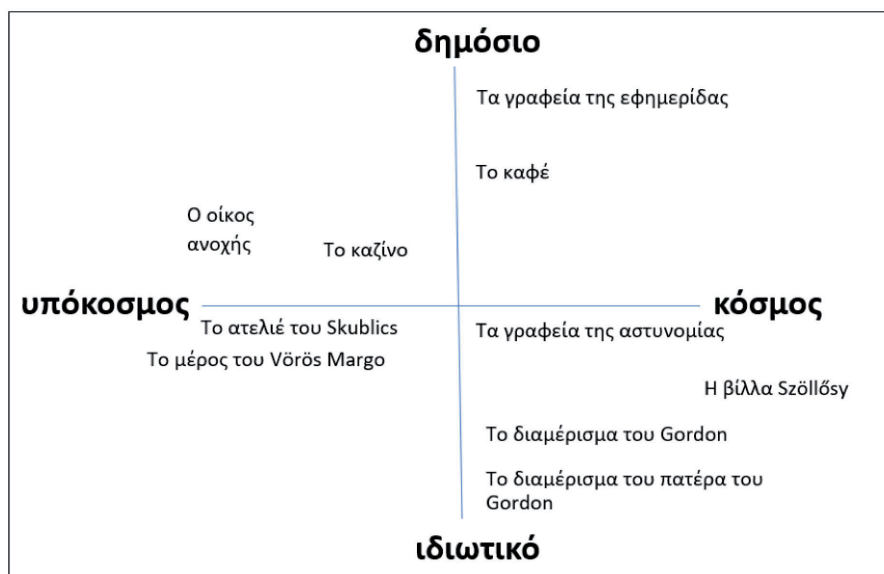 δημόσιο
Τα γραφεία της εφημερίδας
Το καφέ
Ο οίκος
ανοχής
Το καζίνο
υπόκοσμος
κόσμος
Το ατελιέ του Skublics
Τα γραφεία της αστυνομίας
Το μέρος του Vörös Margo
Η βίλλα Szöllősy
Το διαμέρισμα του Gordon
Το διαμέρισμα του πατέρα του
Gordon
ιδιωτικό